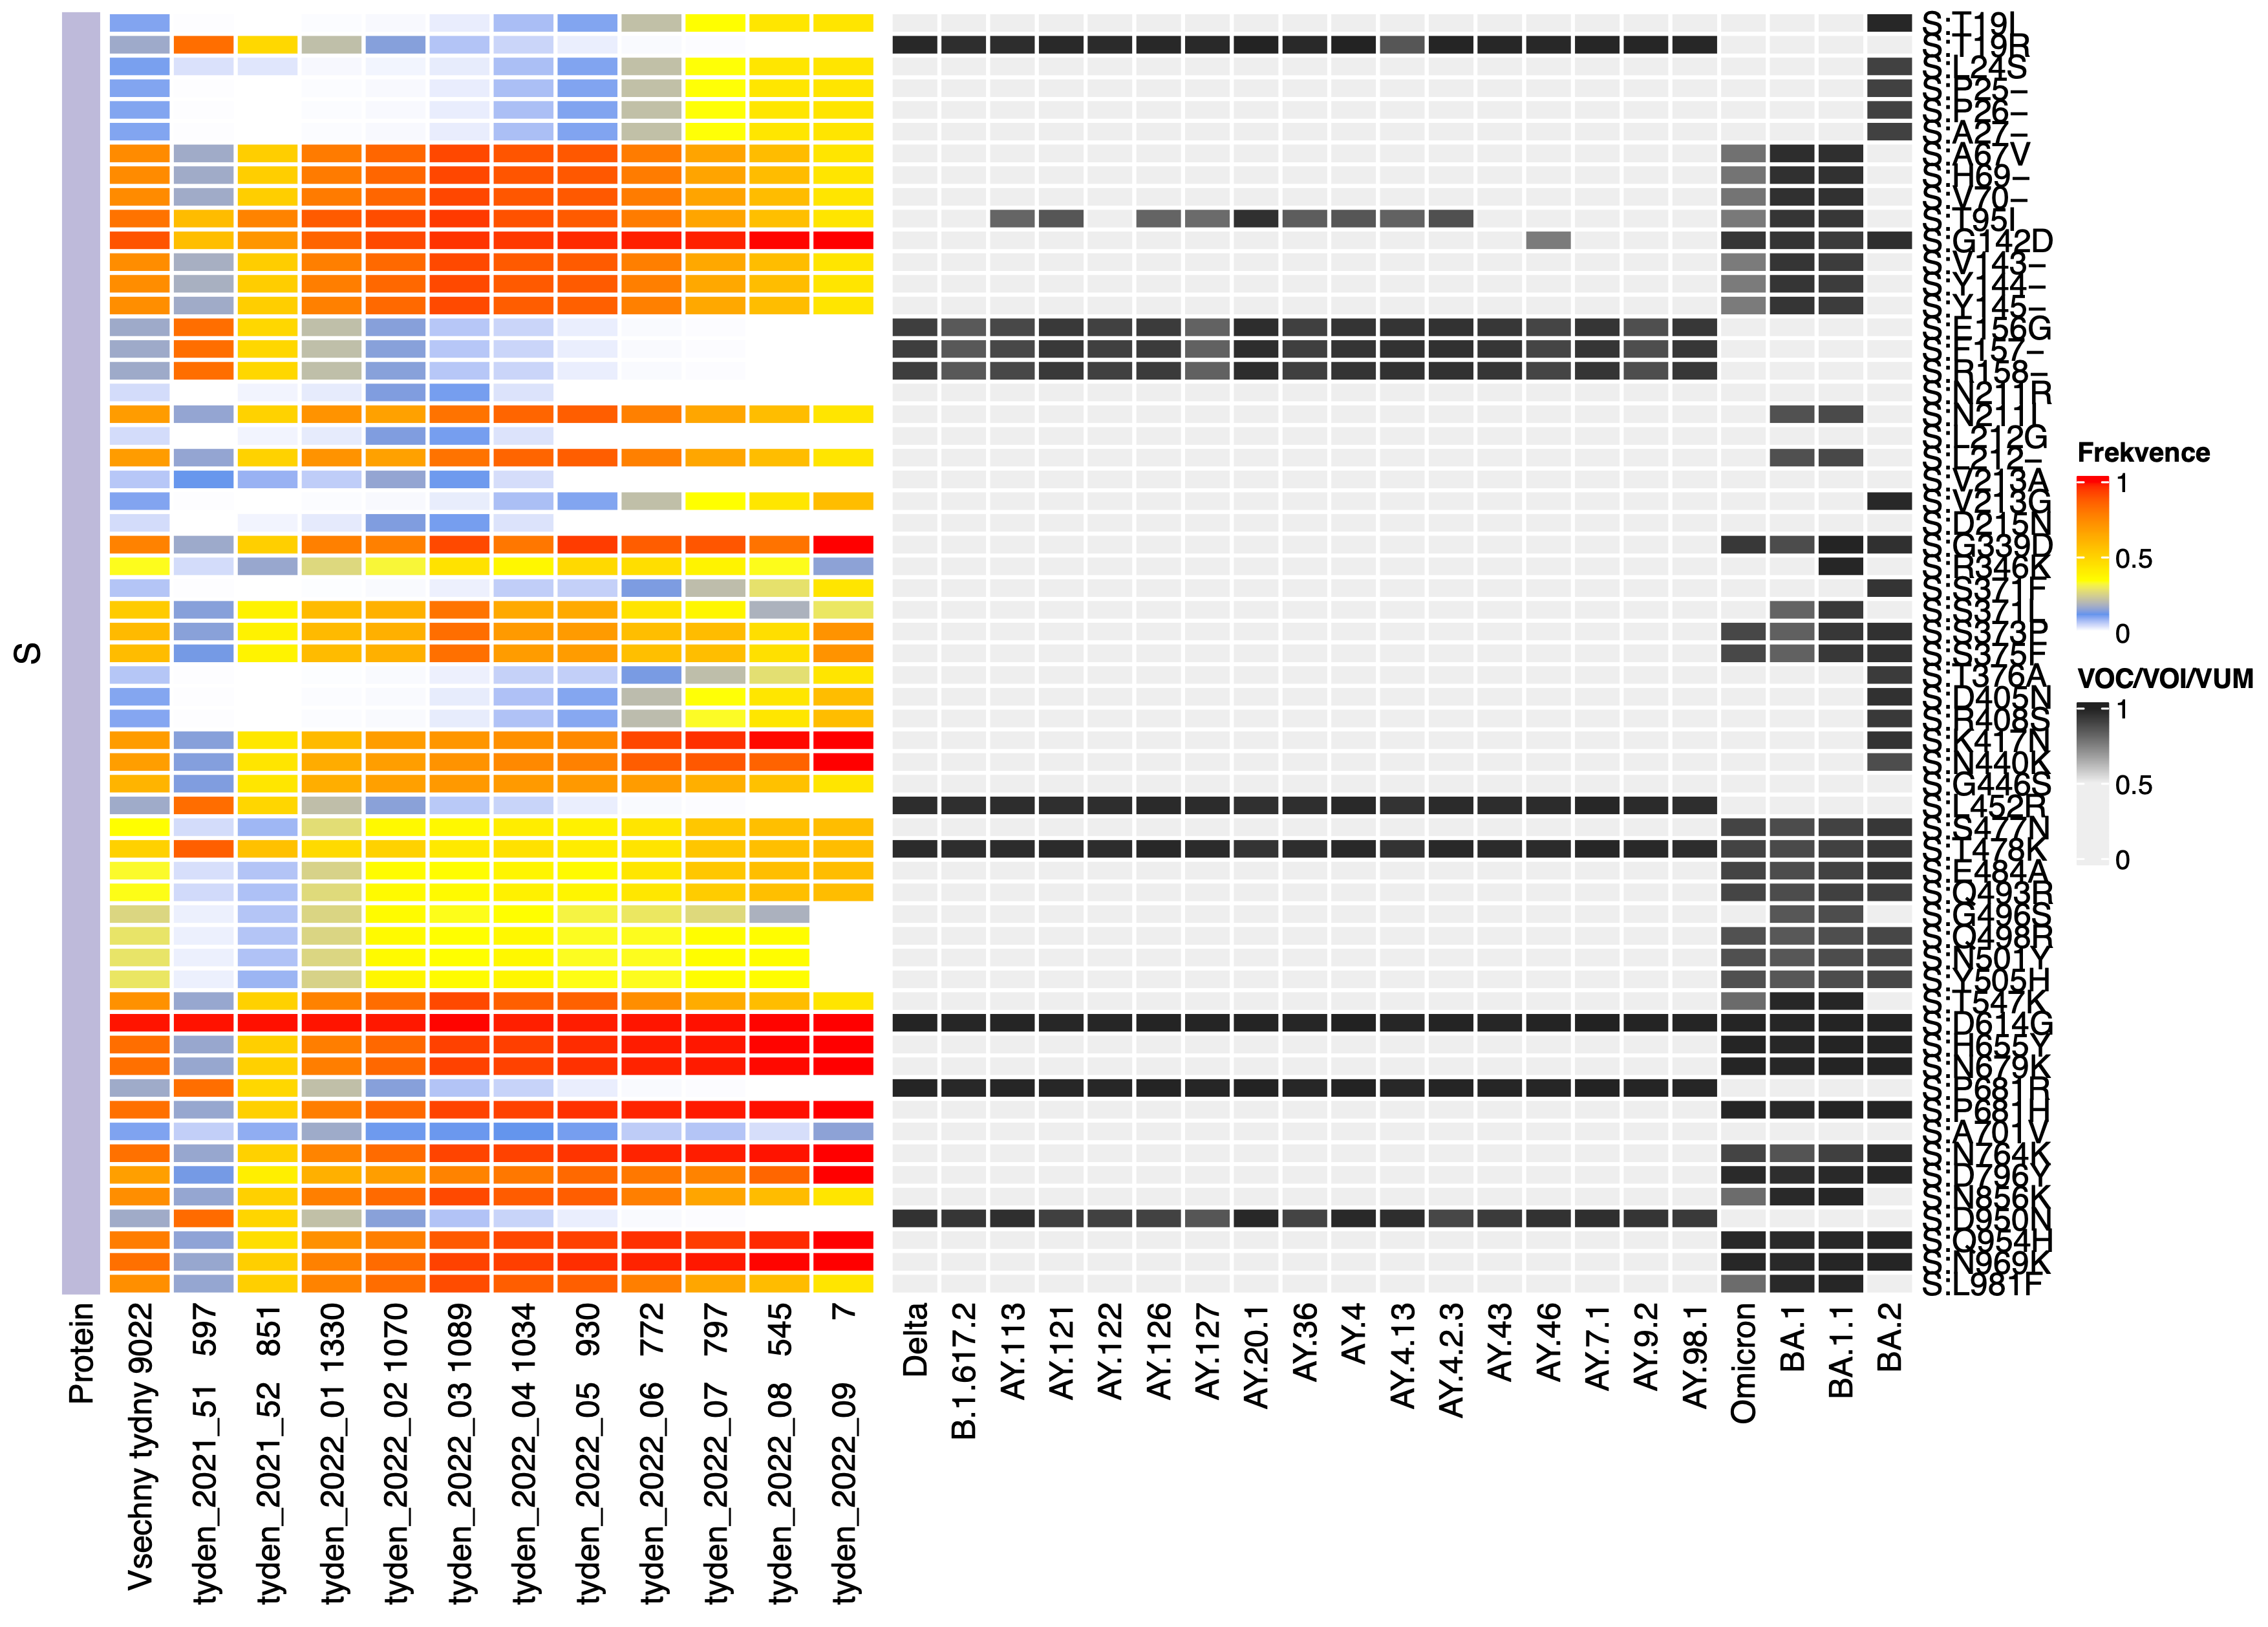 S
S:T19I
S:T19R
S:L24S
S:P25−
S:P26−
S:A27−
S:A67V
S:H69−
S:V70−
S:T95I
S:G142D
S:V143−
S:Y144−
S:Y145−
S:E156G
S:F157−
S:R158−
S:N211R
S:N211I
S:L212G
S:L212−
S:V213A
S:V213G
S:D215N
S:G339D
S:R346K
S:S371F
S:S371L
S:S373P
S:S375F
S:T376A
S:D405N
S:R408S
S:K417N
S:N440K
S:G446S
S:L452R
S:S477N
S:T478K
S:E484A
S:Q493R
S:G496S
S:Q498R
S:N501Y
S:Y505H
S:T547K
S:D614G
S:H655Y
S:N679K
S:P681R
S:P681H
S:A701V
S:N764K
S:D796Y
S:N856K
S:D950N
S:Q954H
S:N969K
S:L981F
Frekvence
1
0.5
0
VOC/VOI/VUM
1
0.5
0
Protein
Vsechny tydny 9022
tyden_2021_51 597
tyden_2021_52 851
tyden_2022_01 1330
tyden_2022_02 1070
tyden_2022_03 1089
tyden_2022_04 1034
tyden_2022_05 930
tyden_2022_06 772
tyden_2022_07 797
tyden_2022_08 545
tyden_2022_09 7
Delta
B.1.617.2
AY.113
AY.121
AY.122
AY.126
AY.127
AY.20.1
AY.36
AY.4
AY.4.13
AY.4.2.3
AY.43
AY.46
AY.7.1
AY.9.2
AY.98.1
Omicron
BA.1
BA.1.1
BA.2